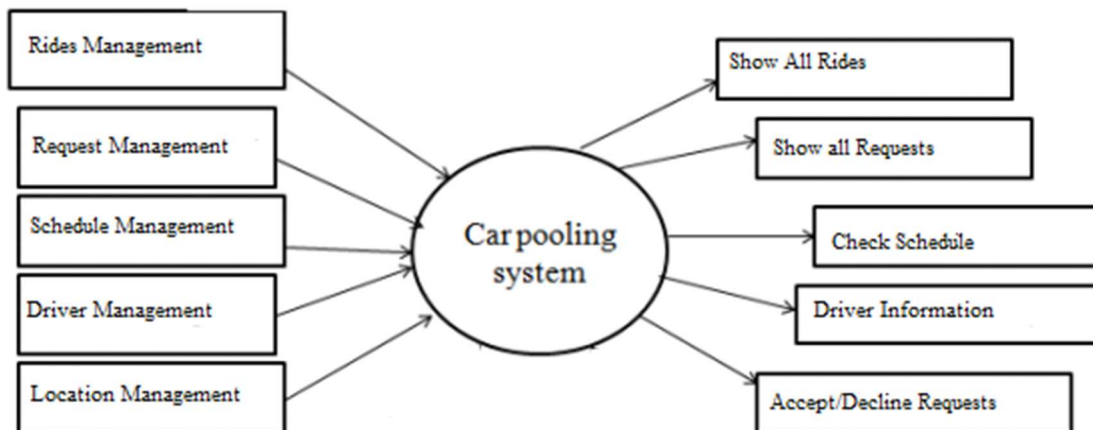 Rides Management
Request Management
Schedule Management
Driver Management
Location Management
Car pooling
system
Show All Rides
Show all Requests
Check Schedule
Driver Information
Accept/Decline Requests